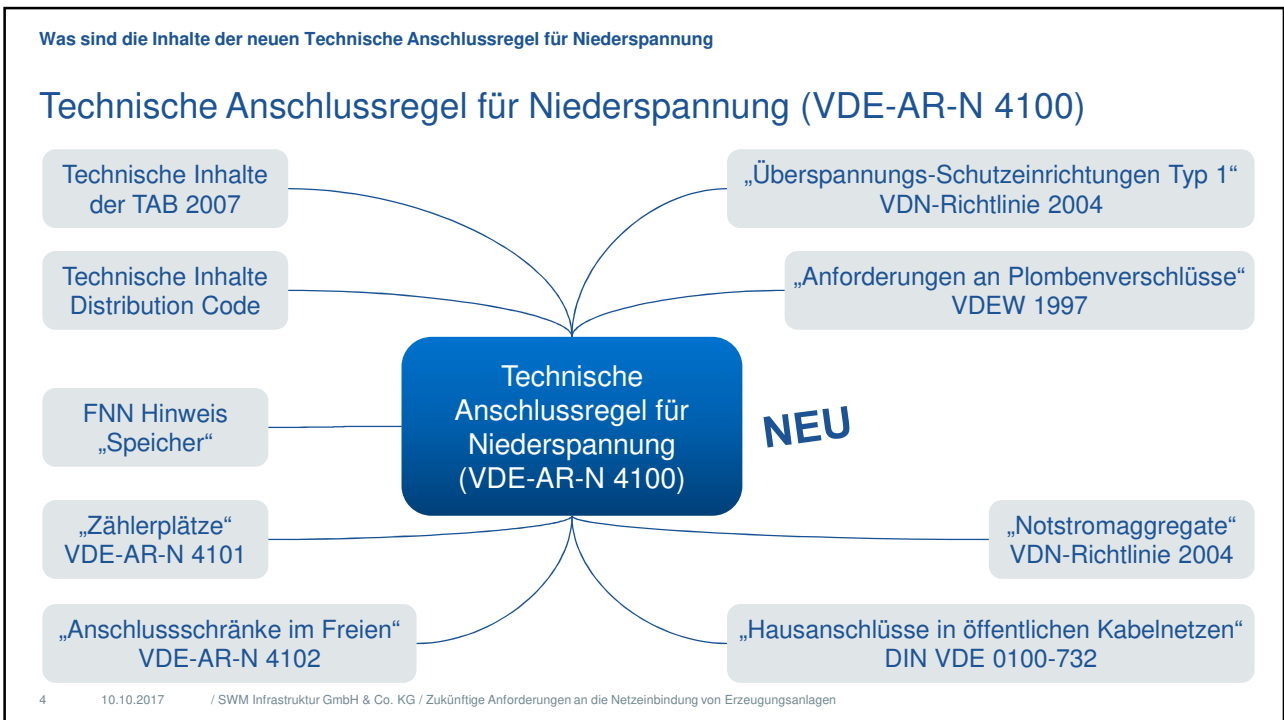 Was sind die Inhalte der neuen Technische Anschlussregel für Niederspannung
Technische Anschlussregel für Niederspannung (VDE-AR-N 4100)
Technische Inhalte
der TAB 2007
„Überspannungs-Schutzeinrichtungen Typ 1“
VDN-Richtlinie 2004
Technische Inhalte
Distribution Code
„Anforderungen an Plombenverschlüsse“
VDEW 1997
Technische
Anschlussregel für
Niederspannung
(VDE-AR-N 4100)
NEU
FNN Hinweis
„Speicher“
„Zählerplätze“
VDE-AR-N 4101
„Notstromaggregate“
VDN-Richtlinie 2004
„Anschlussschränke im Freien“
VDE-AR-N 4102
„Hausanschlüsse in öffentlichen Kabelnetzen“
DIN VDE 0100-732
4 10.10.2017 / SWM Infrastruktur GmbH & Co. KG / Zukünftige Anforderungen an die Netzeinbindung von Erzeugungsanlagen